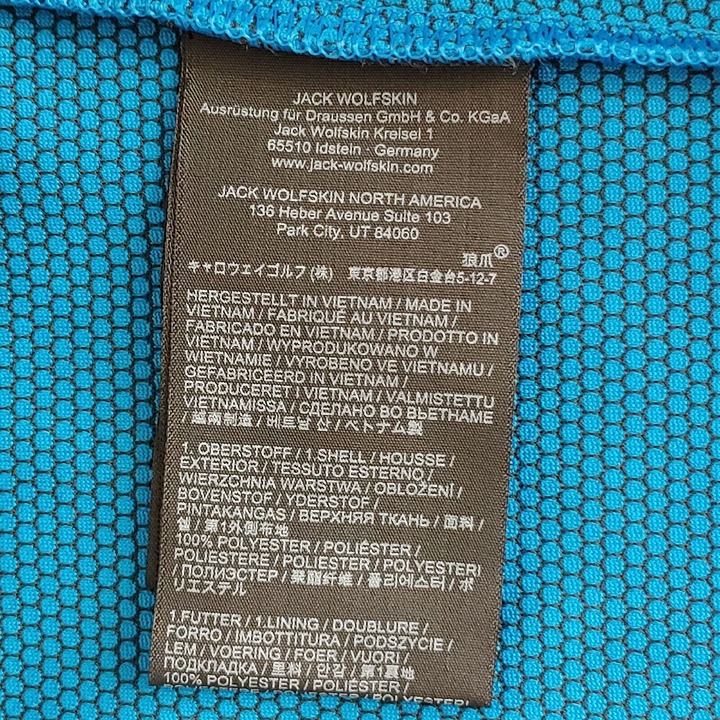 JACK WOLFSKIN
Ausrüstung für Draussen GmbH & Co. KGaA
Jack Wolfskin Kreisel 1
65510 Idstein - Germany
www.jack-wolfskin.com
JACK WOLFSKIN NORTH AMERICA
136 Heber Avenue Suite 103
Park City, UT 84060
狼爪®
キャロウェイゴルフ (株) 東京都港区白金台5-12-7
HERGESTELLT IN VIETNAM / MADE IN
VIETNAM / FABRIQUÉ AU VIETNAM /
FABRICADO EN VIETNAM / PRODOTTO IN
VIETNAM / WYPRODUKOWANO W
WIETNAMIE / VYROBENO VE VIETNAMU /
GEFABRICEERD IN VIETNAM /
PRODUCERET I VIETNAM / VALMISTETTU
VIETNAMISSA / СДЕЛАНО ВО ВЬЕТНАМЕ
/ 越南制造 / 베트남 산 / ベトナム製
1. OBERSTOFF / 1.SHELL / HOUSSE /
EXTERIOR / TESSUTO ESTERNO /
WIERZCHNIA WARSTWA / OBLOŽENÍ /
BOVENSTOF / YDERSTOF /
PINTAKANGAS / ВЕРХНЯЯ ТКАНЬ / 面料 /
쉘 / 第1外側布地
100% POLYESTER / POLIÉSTER /
POLIESTERE / POLIESTER / POLYESTERI
/ ПОЛИЭСТЕР / 聚酯纤维 / 폴리에스터 / ポ
リエステル
1.FUTTER / 1.LINING / DOUBLURE /
FORRO / IMBOTTITURA / PODSZYCIE /
LEM / VOERING / FOER / VUORI /
ПОДКЛАДКА / 里料 / 안감 / 第1裏地
100% POLYESTER / POLIÉSTER /